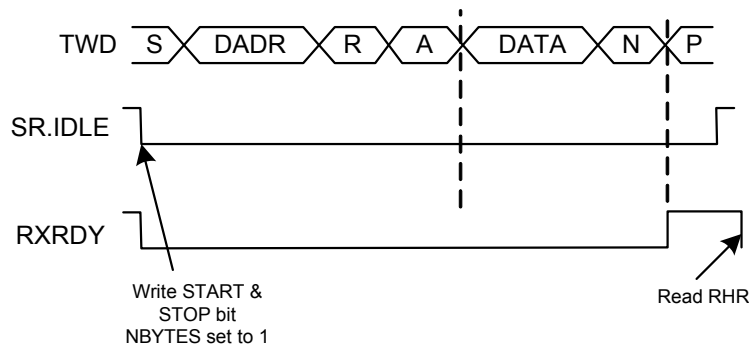 TWD S DADR R A DATA N P
SR.IDLE
RXRDY
Write START &
STOP bit
NBYTES set to 1
Read RHR